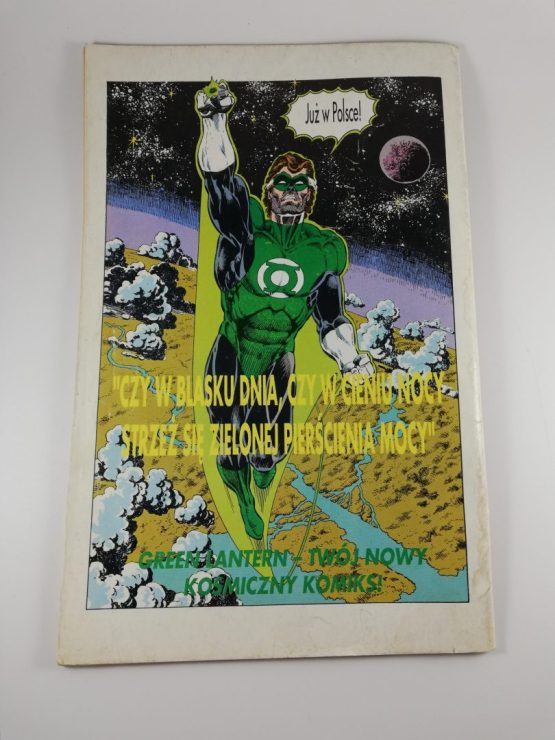 Już w Polsce!
"CZY W BLASKU DNIA, CZY W CIENIU NOCY
STRZEŻ SIĘ ZIELONEJ PIERŚCIENIA MOCY"
GREEN LANTERN – TWÓJ NOWY
KOSMICZNY KOMIKS!